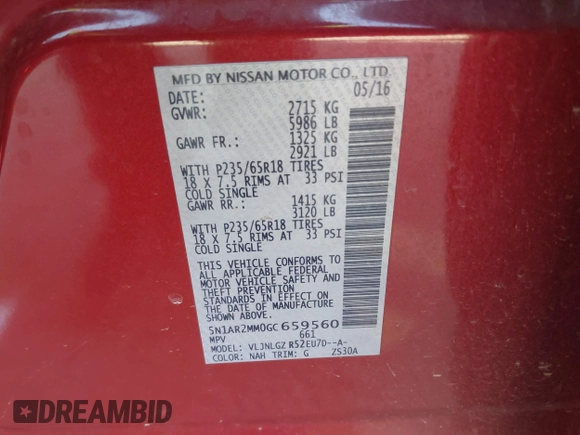 MFD BY NISSAN MOTOR CO., LTD.
DATE: 05/16
GVWR: 2715 KG
5986 LB
GAWR FR.: 1325 KG
2921 LB
WITH P235/65R18 TIRES
18 X 7.5 RIMS AT 33 PSI
COLD SINGLE
GAWR RR.: 1415 KG
3120 LB
WITH P235/65R18 TIRES
18 X 7.5 RIMS AT 33 PSI
COLD SINGLE
THIS VEHICLE CONFORMS TO
ALL APPLICABLE FEDERAL
MOTOR VEHICLE SAFETY AND
THEFT PREVENTION
STANDARDS IN EFFECT ON
THE DATE OF MANUFACTURE
SHOWN ABOVE.
5N1AR2MM0GC 659560
MPV 661
MODEL: VLJNLGZ R52EU7D--A-
COLOR: NAH TRIM: G ZS30A
DREAMBID